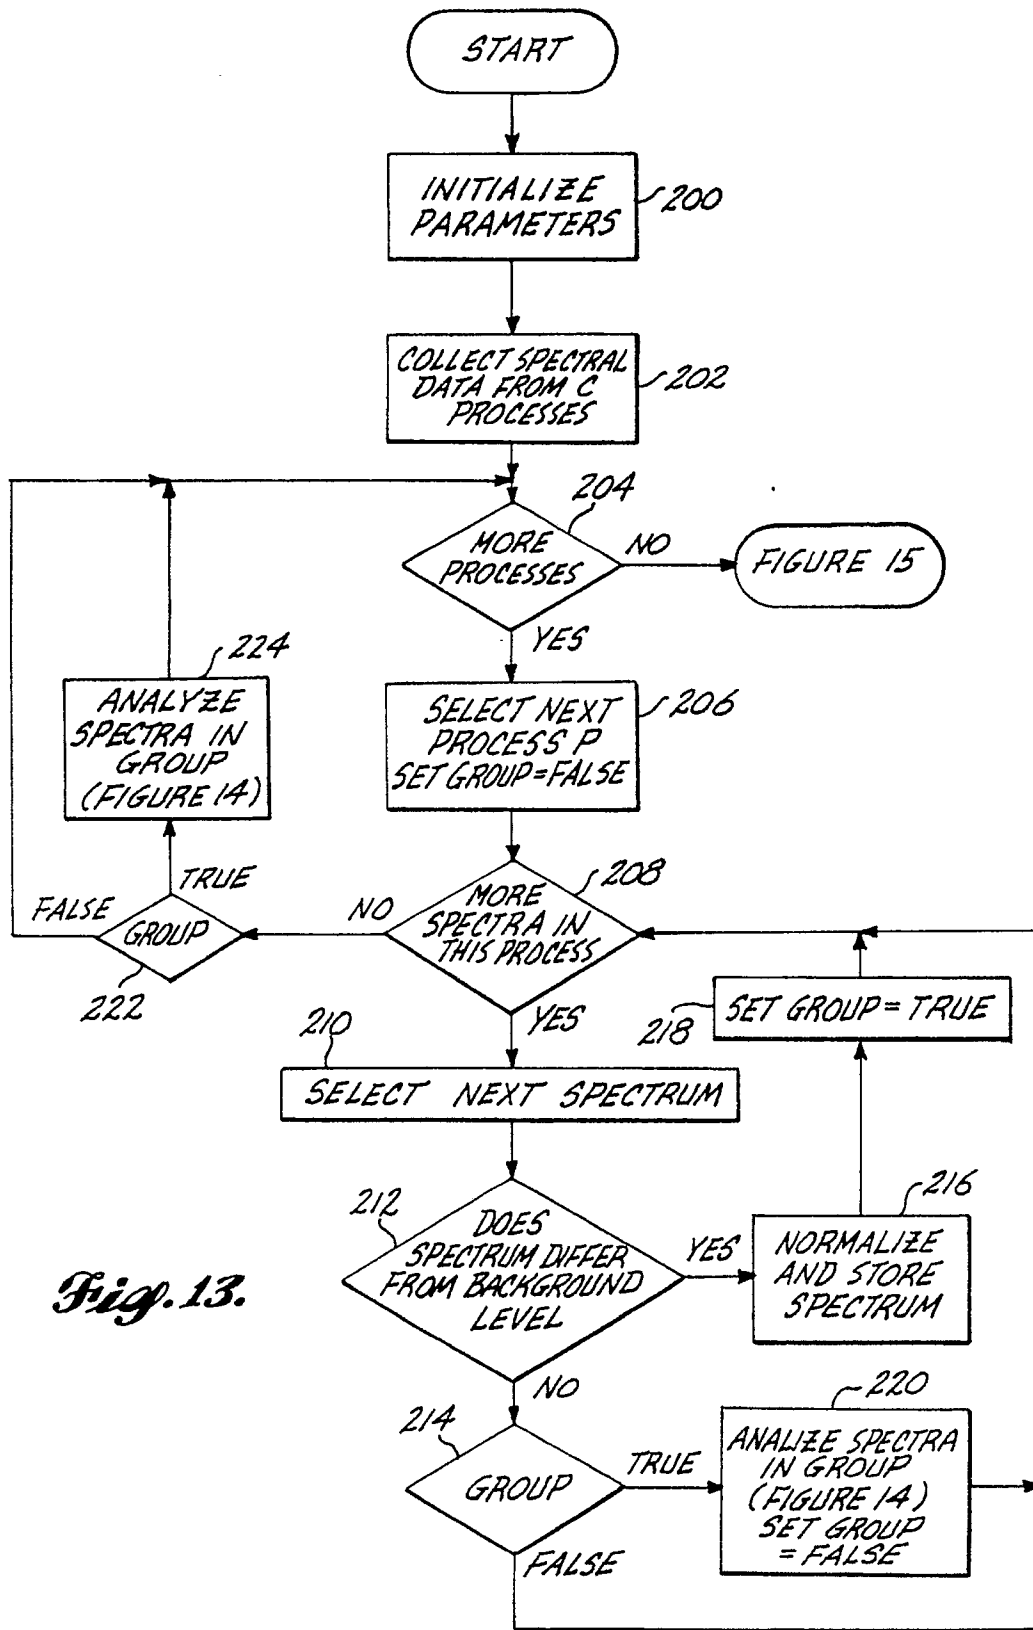 START
INITIALIZE
PARAMETERS
200
COLLECT SPECTRAL
DATA FROM C
PROCESSES
202
204
MORE
PROCESSES
NO
FIGURE 15
YES
224
ANALYZE
SPECTRA IN
GROUP
(FIGURE 14)
SELECT NEXT
PROCESS P
SET GROUP=FALSE
206
TRUE
FALSE
GROUP
222
NO
MORE
SPECTRA IN
THIS PROCESS
208
YES
SET GROUP = TRUE
218
210
SELECT NEXT SPECTRUM
212
DOES
SPECTRUM DIFFER
FROM BACKGROUND
LEVEL
YES
216
NORMALIZE
AND STORE
SPECTRUM
Fig. 13.
NO
214
GROUP
TRUE
220
ANALIZE SPECTRA
IN GROUP
(FIGURE 14)
SET GROUP
= FALSE
FALSE